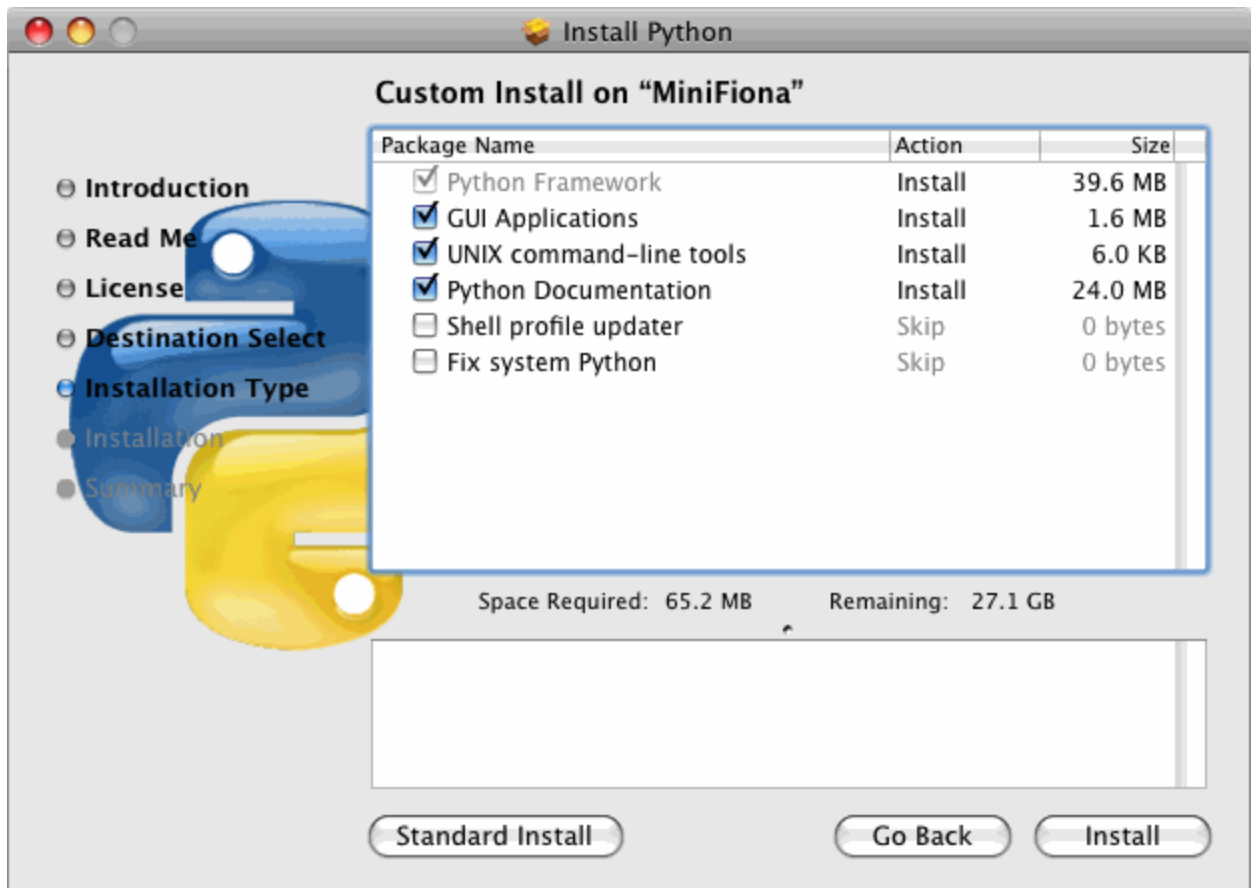 Install Python
Custom Install on “MiniFiona”
Introduction
Read Me
License
Destination Select
Installation Type
Installation
Summary
Package Name Action Size
Python Framework Install 39.6 MB
GUI Applications Install 1.6 MB
UNIX command-line tools Install 6.0 KB
Python Documentation Install 24.0 MB
Shell profile updater Skip 0 bytes
Fix system Python Skip 0 bytes
Space Required: 65.2 MB Remaining: 27.1 GB
Standard Install Go Back Install